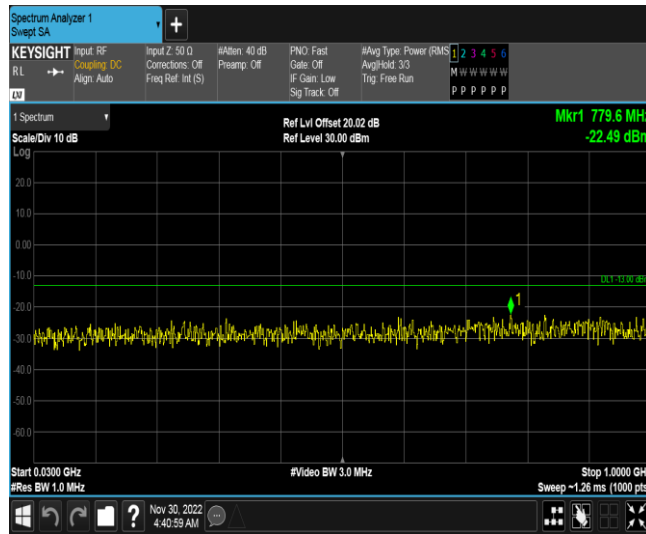 Spectrum Analyzer 1
Swept SA
+
KEYSIGHT
RL
LXI
Input: RF
Coupling: DC
Align: Auto
Input Z: 50 Ω
Corrections: Off
Freq Ref: Int (S)
#Atten: 40 dB
Preamp: Off
PNO: Fast
Gate: Off
IF Gain: Low
Sig Track: Off
#Avg Type: Power (RMS
Avg|Hold: 3/3
Trig: Free Run
1 2 3 4 5 6
M W W W W W
P P P P P P
1 Spectrum
Scale/Div 10 dB
Log
Ref Lvl Offset 20.02 dB
Ref Level 30.00 dBm
Mkr1 779.6 MHz
-22.49 dBm
20.0
10.0
0.00
-10.0
-20.0
-30.0
-40.0
-50.0
-60.0
DL1 -13.00 dBm
1
Start 0.0300 GHz
#Res BW 1.0 MHz
#Video BW 3.0 MHz
Stop 1.0000 GH
Sweep ~1.26 ms (1000 pts
?
Nov 30, 2022
4:40:59 AM